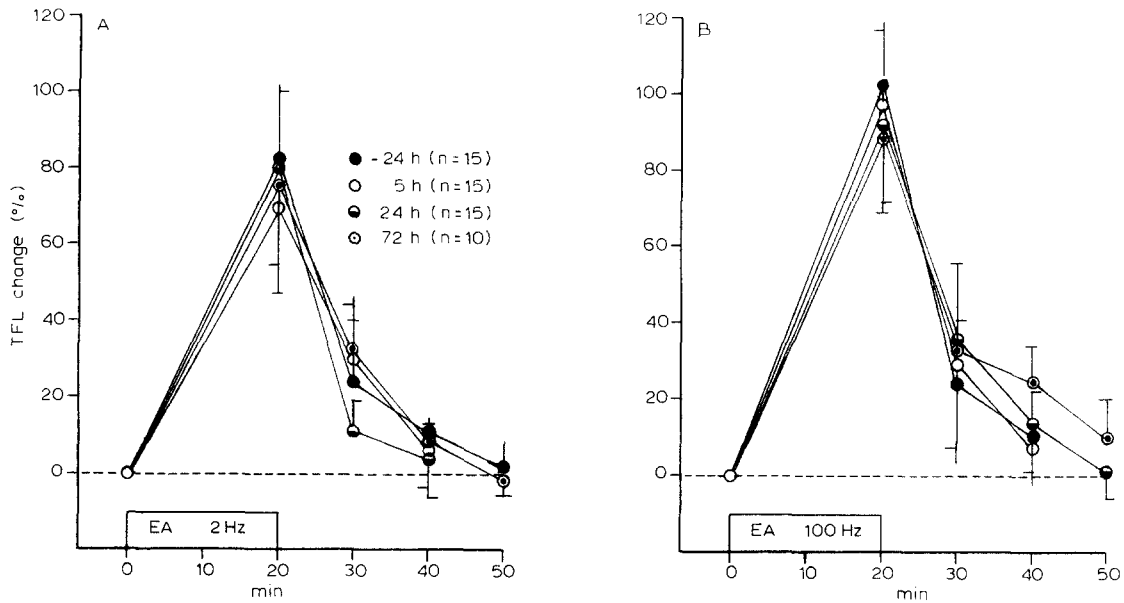 A
120
100
80
60
40
20
0
TFL change (%)
- 24 h (n=15)
5 h (n=15)
24 h (n=15)
72 h (n=10)
EA 2 Hz
0 10 20 30 40 50
min
B
120
100
80
60
40
20
0
EA 100 Hz
0 10 20 30 40 50
min